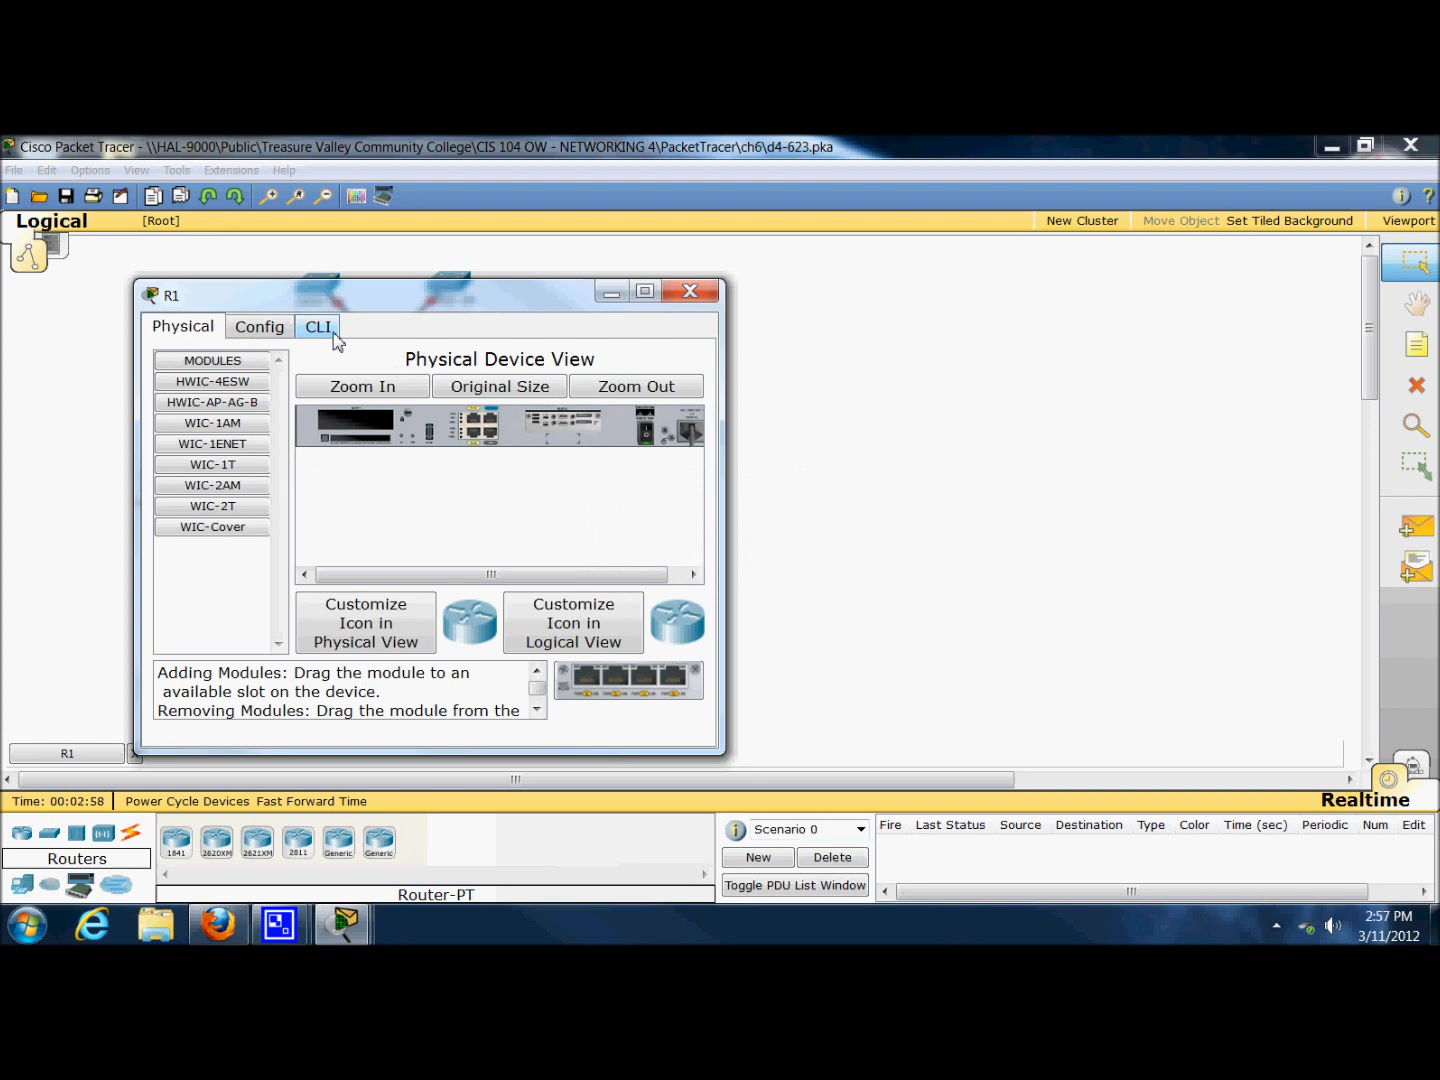 Cisco Packet Tracer - \\HAL-9000\Public\Treasure Valley Community College\CIS 104 OW - NETWORKING 4\PacketTracer\ch6\d4-623.pka
File Edit Options View Tools Extensions Help
Logical [Root] New Cluster Move Object Set Tiled Background Viewport
R1
Physical Config CLI
MODULES
HWIC-4ESW
HWIC-AP-AG-B
WIC-1AM
WIC-1ENET
WIC-1T
WIC-2AM
WIC-2T
WIC-Cover
Physical Device View
Zoom In Original Size Zoom Out
Customize
Icon in
Physical View
Customize
Icon in
Logical View
Adding Modules: Drag the module to an
available slot on the device.
Removing Modules: Drag the module from the
R1
Time: 00:02:58 Power Cycle Devices Fast Forward Time Realtime
Routers
1841 2620XM 2621XM 2811 Generic Generic
Router-PT
Scenario 0
New Delete
Toggle PDU List Window
Fire Last Status Source Destination Type Color Time (sec) Periodic Num Edit
2:57 PM
3/11/2012